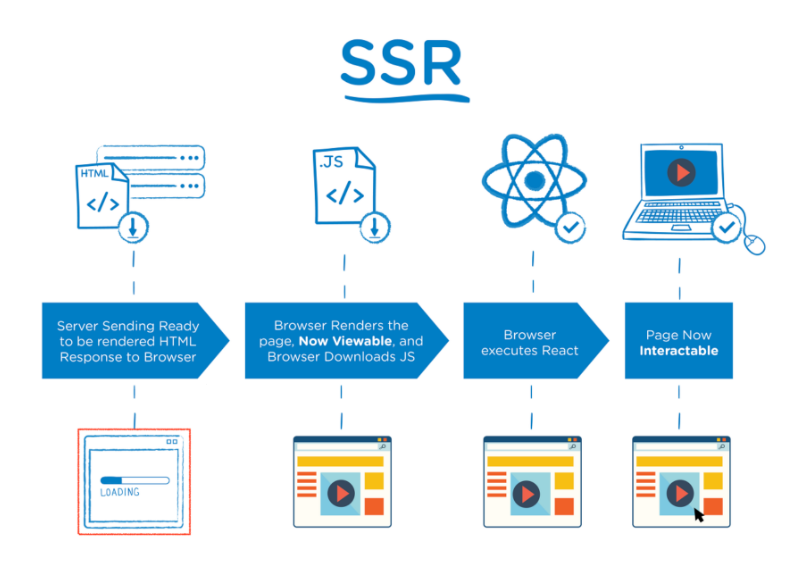 SSR
HTML
</>
.JS
</>
Server Sending Ready
to be rendered HTML
Response to Browser
Browser Renders the
page, Now Viewable, and
Browser Downloads JS
Browser
executes React
Page Now
Interactable
LOADING